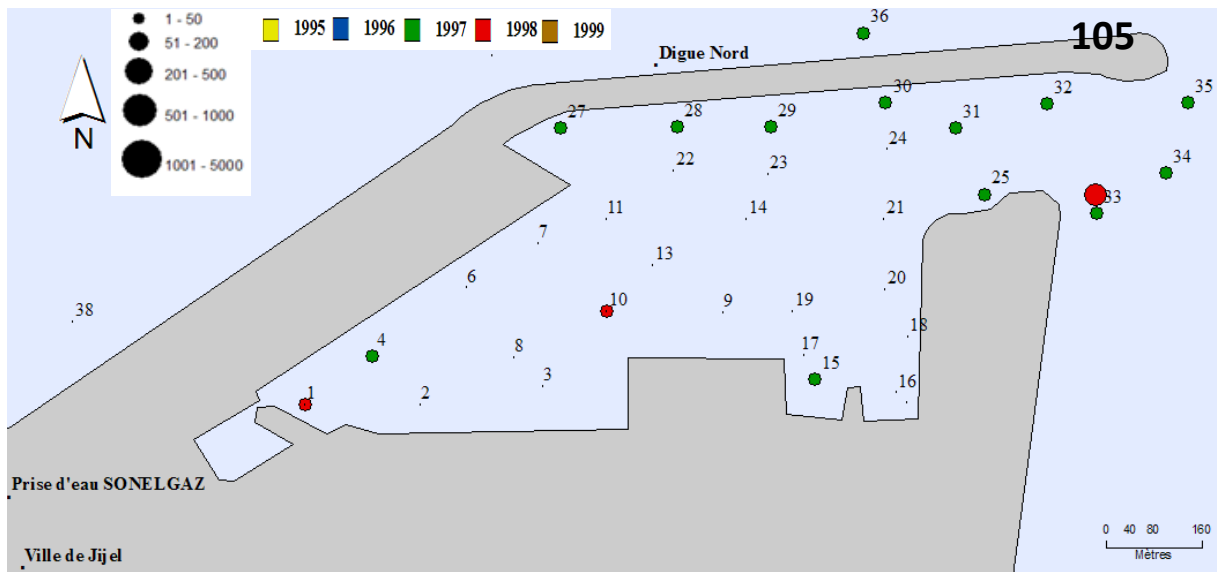 1 - 50
51 - 200
201 - 500
501 - 1000
1001 - 5000
1995 1996 1997 1998 1999
N
36
105
Digue Nord
27 28 29 30 31 32 35
24
22 23 34
25 33
11 14 21
7
13
6 20
38
10 9 19
18
4 8 17 15
3
1 2 16
Prise d'eau SONELGAZ
0 40 80 160
Mètres
Ville de Jijel